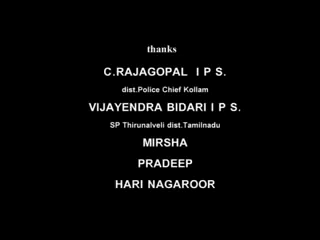 thanks
C.RAJAGOPAL I P S.
dist.Police Chief Kollam
VIJAYENDRA BIDARI I P S.
SP Thirunalveli dist.Tamilnadu
MIRSHA
PRADEEP
HARI NAGAROOR